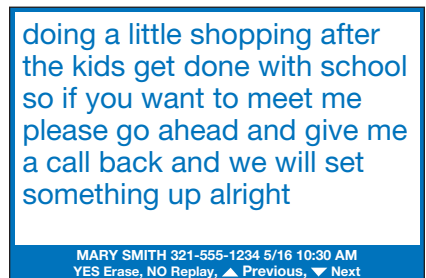 doing a little shopping after
the kids get done with school
so if you want to meet me
please go ahead and give me
a call back and we will set
something up alright
MARY SMITH 321-555-1234 5/16 10:30 AM
YES Erase, NO Replay, ▲ Previous, ▼ Next